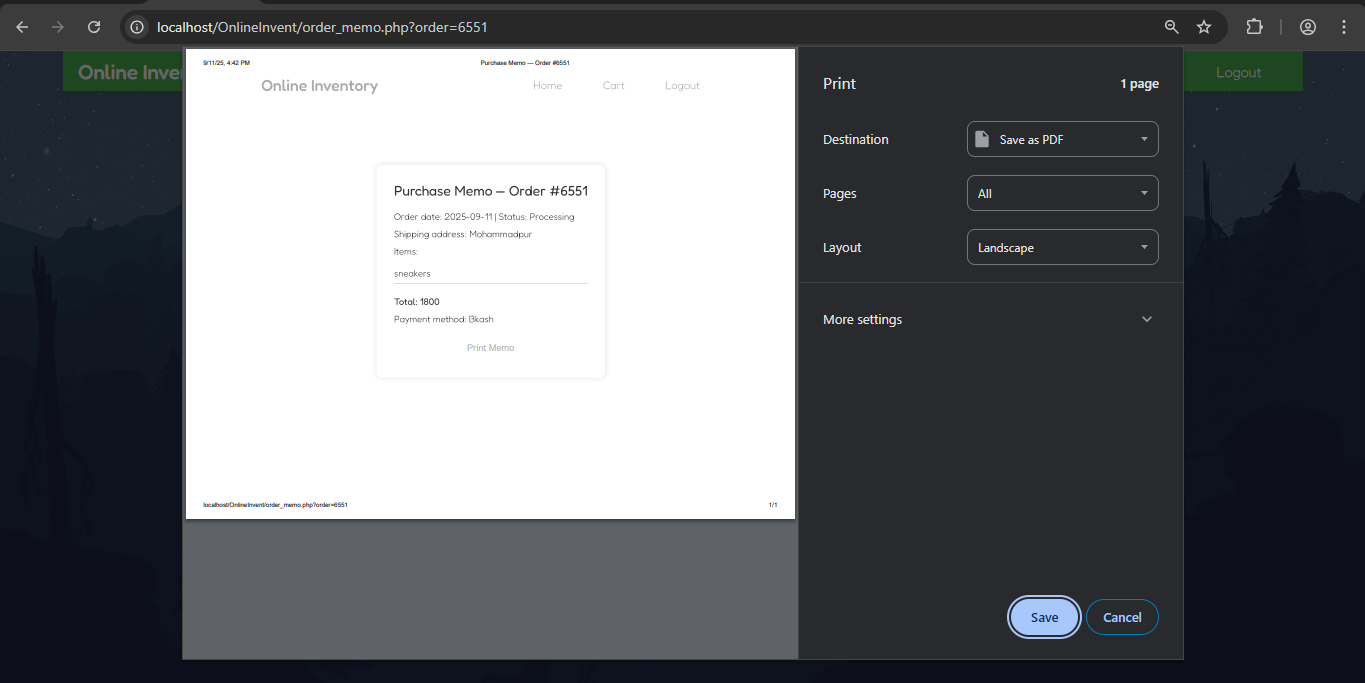 localhost/OnlineInvent/order_memo.php?order=6551
Online Inve
Logout
9/11/25, 4:42 PM
Purchase Memo — Order #6551
Online Inventory
Home
Cart
Logout
Purchase Memo — Order #6551
Order date: 2025-09-11 | Status: Processing
Shipping address: Mohammadpur
Items:
sneakers
Total: 1800
Payment method: Bkash
Print Memo
localhost/OnlineInvent/order_memo.php?order=6551
1/1
Print
1 page
Destination
Save as PDF
Pages
All
Layout
Landscape
More settings
Save
Cancel